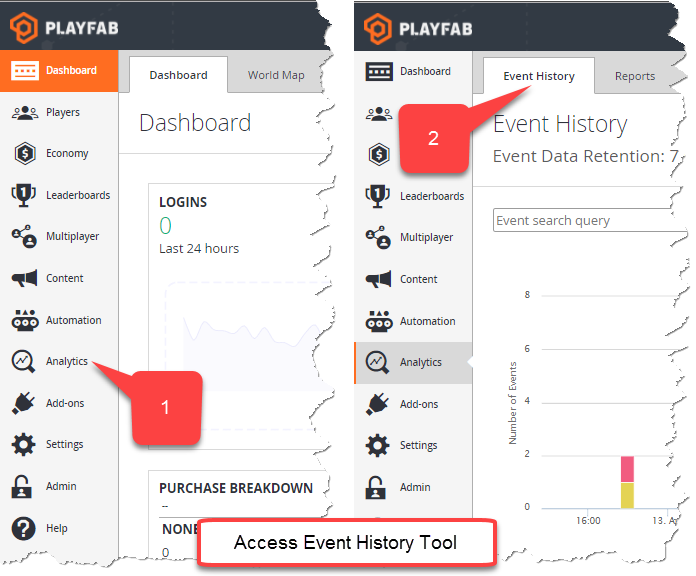 PLAYFAB
Dashboard
Players
Economy
Leaderboards
Multiplayer
Content
Automation
Analytics
Add-ons
Settings
Admin
Help
Dashboard
World Map
Dashboard
LOGINS
0
Last 24 hours
1
PURCHASE BREAKDOWN
--
NONE
0
PLAYFAB
Dashboard
Leaderboards
Multiplayer
Content
Automation
Analytics
Add-ons
Settings
Admin
Event History
Reports
2
Event History
Event Data Retention: 7
Event search query
Number of Events
8
6
4
2
0
16:00
13. A
Access Event History Tool